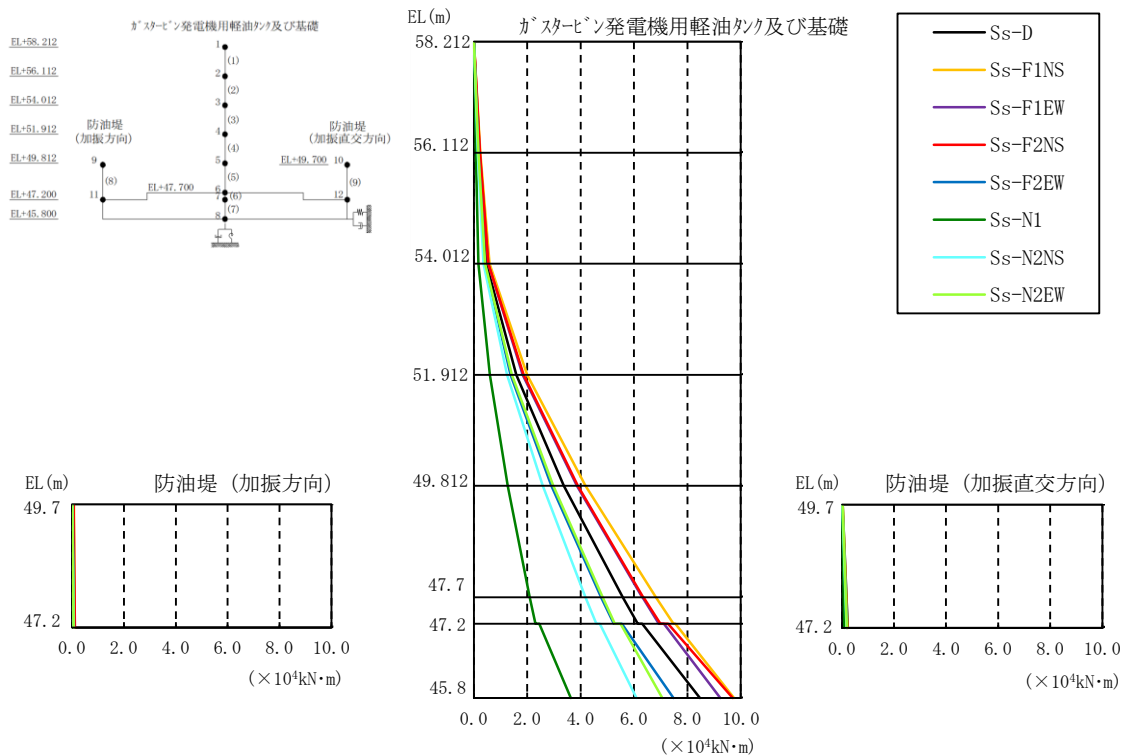 ｶﾞｽﾀｰﾋﾞﾝ発電機用軽油ﾀﾝｸ及び基礎
EL+58.212
EL+56.112
EL+54.012
EL+51.912
EL+49.812
EL+47.200
EL+45.800
1
(1)
2
(2)
3
(3)
4
(4)
5
(5)
6
(6)
7
(7)
8
防油堤
(加振方向)
9
(8)
11
EL+47.700
防油堤
(加振直交方向)
EL+49.700
10
(9)
12
EL(m)
ｶﾞｽﾀｰﾋﾞﾝ発電機用軽油ﾀﾝｸ及び基礎
58.212
56.112
54.012
51.912
49.812
47.7
47.2
45.8
0.0 2.0 4.0 6.0 8.0 10.0
(×10⁴kN･m)
Ss-D
Ss-F1NS
Ss-F1EW
Ss-F2NS
Ss-F2EW
Ss-N1
Ss-N2NS
Ss-N2EW
EL(m)
防油堤 (加振方向)
49.7
47.2
0.0 2.0 4.0 6.0 8.0 10.0
(×10⁴kN･m)
EL(m)
防油堤 (加振直交方向)
49.7
47.2
0.0 2.0 4.0 6.0 8.0 10.0
(×10⁴kN･m)